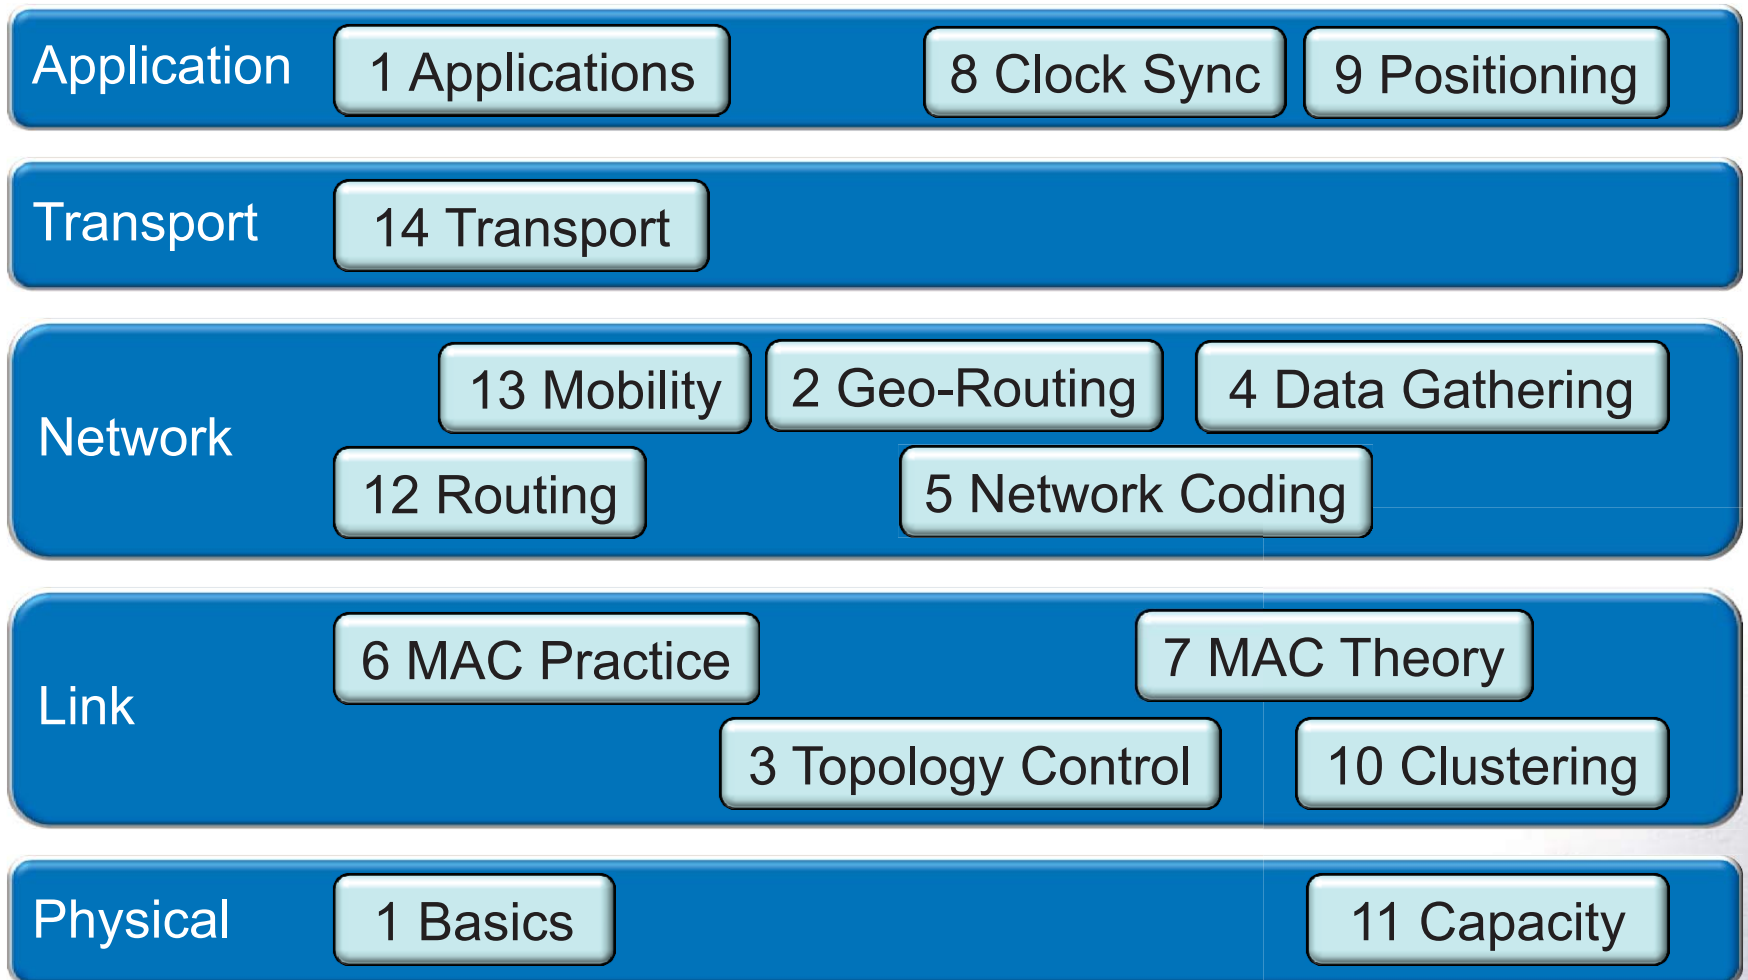 Application
1 Applications
8 Clock Sync
9 Positioning
Transport
14 Transport
Network
13 Mobility
2 Geo-Routing
4 Data Gathering
12 Routing
5 Network Coding
Link
6 MAC Practice
7 MAC Theory
3 Topology Control
10 Clustering
Physical
1 Basics
11 Capacity